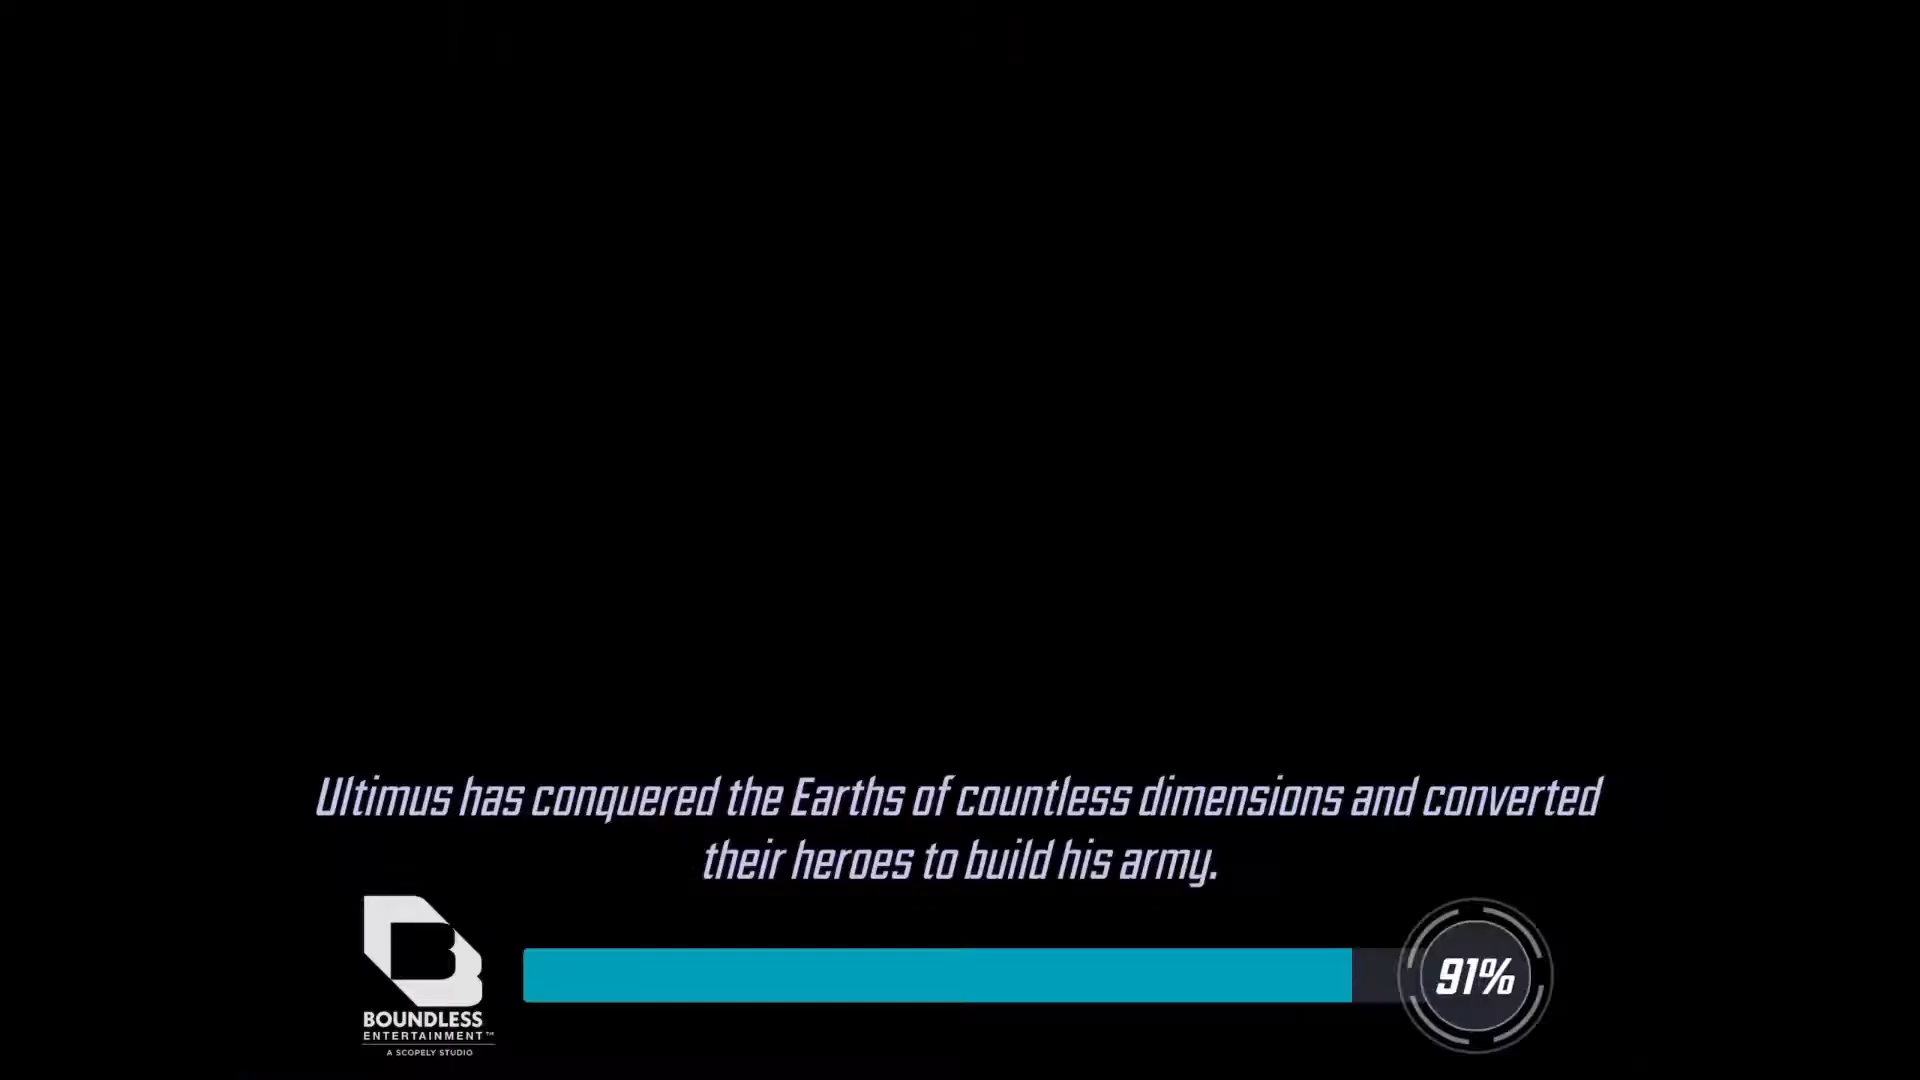 Ultimus has conquered the Earths of countless dimensions and converted
their heroes to build his army.
B
BOUNDLESS
ENTERTAINMENT™
A SCOPELY STUDIO
91%